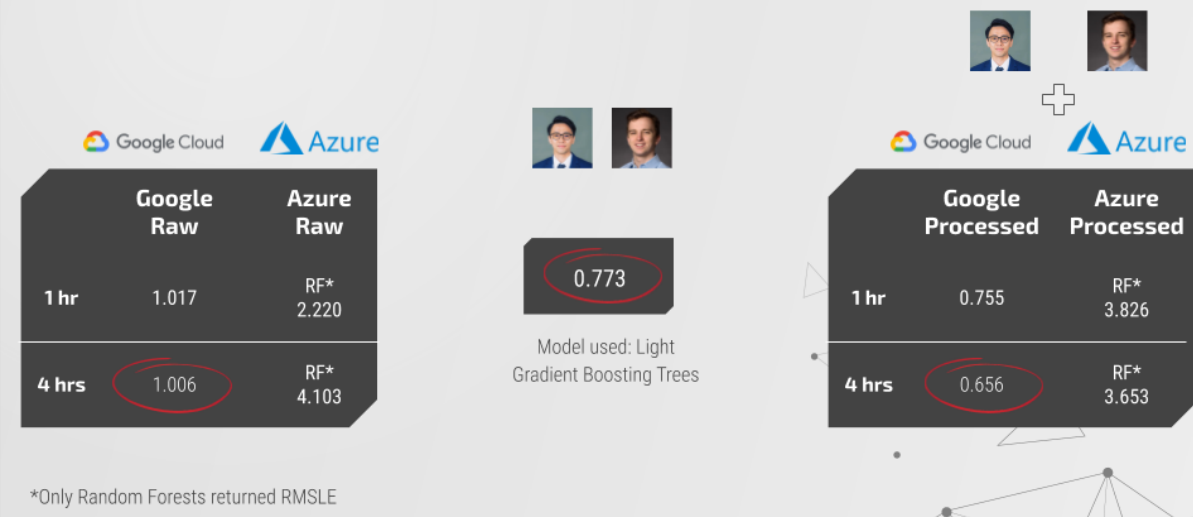 Google Cloud
Azure
Google Raw
Azure Raw
1 hr
1.017
RF* 2.220
4 hrs
1.006
RF* 4.103
*Only Random Forests returned RMSLE
0.773
Model used: Light
Gradient Boosting Trees
Google Cloud
Azure
Google Processed
Azure Processed
1 hr
0.755
RF* 3.826
4 hrs
0.656
RF* 3.653